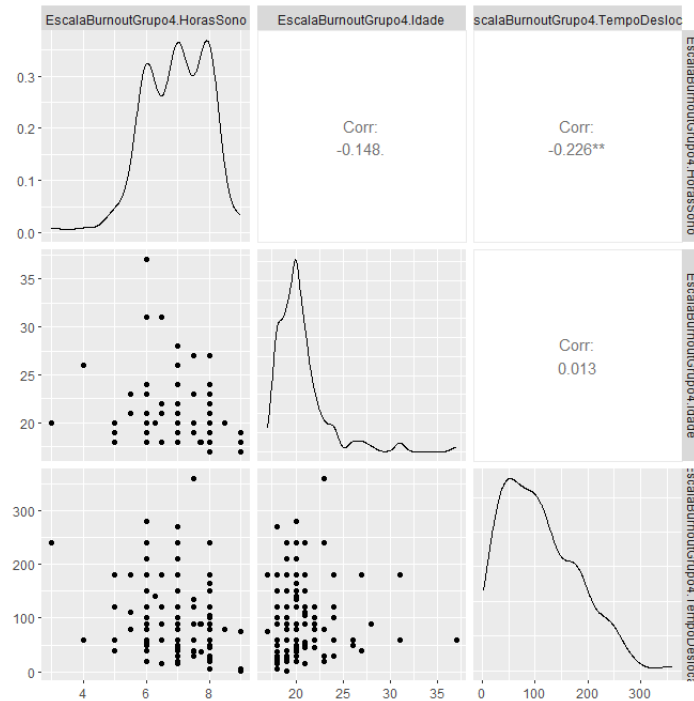 EscalaBurnoutGrupo4.HorasSono
EscalaBurnoutGrupo4.Idade
scalaBurnoutGrupo4.TempoDesloc
0.3
0.2
0.1
0.0
Corr:
-0.148.
Corr:
-0.226**
EscalaBurnoutGrupo4.HorasSono
35
30
25
20
Corr:
0.013
EscalaBurnoutGrupo4.Idade
300
200
100
0
scalaBurnoutGrupo4.TempoDesloca
4
6
8
20
25
30
35
0
100
200
300